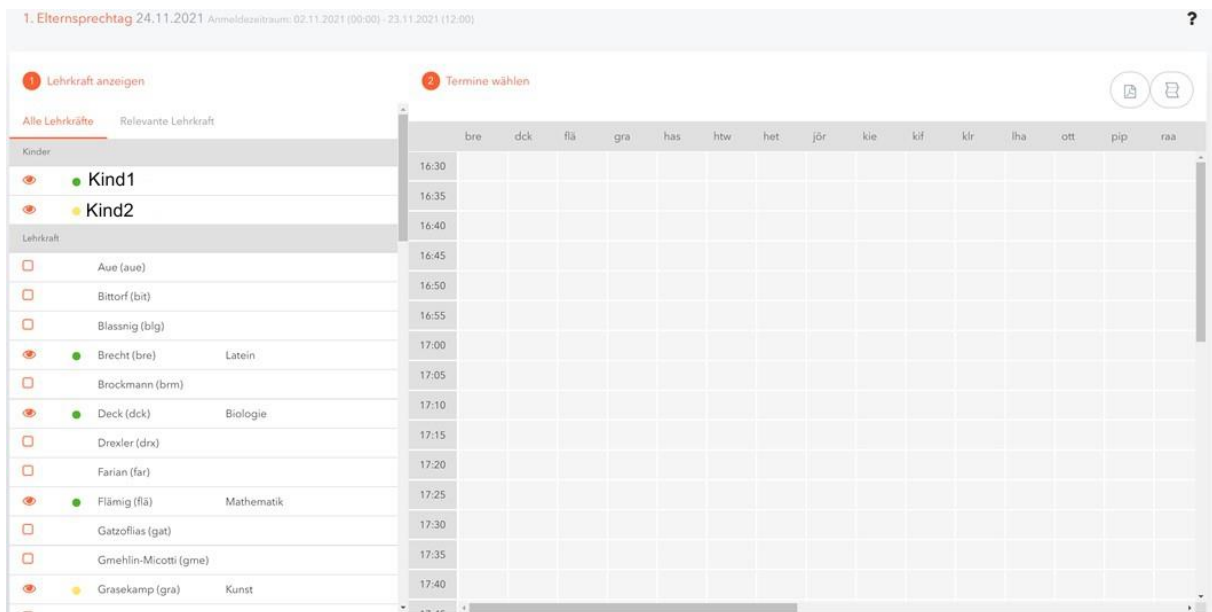 1. Elternsprechtag 24.11.2021 Anmeldezeitraum: 02.11.2021 (00:00) - 23.11.2021 (12:00)
?
1 Lehrkraft anzeigen
Alle Lehrkräfte Relevante Lehrkraft
Kinder
Kind1
Kind2
Lehrkraft
Aue (aue)
Bittorf (bit)
Blassnig (blg)
Brecht (bre) Latein
Brockmann (brm)
Deck (dck) Biologie
Drexler (drx)
Farian (far)
Flämig (flä) Mathematik
Gatzoflias (gat)
Gmehlin-Micotti (gme)
Grasekamp (gra) Kunst
2 Termine wählen
bre dck flä gra has htw het jör kie kif klr lha ott pip raa
16:30
16:35
16:40
16:45
16:50
16:55
17:00
17:05
17:10
17:15
17:20
17:25
17:30
17:35
17:40